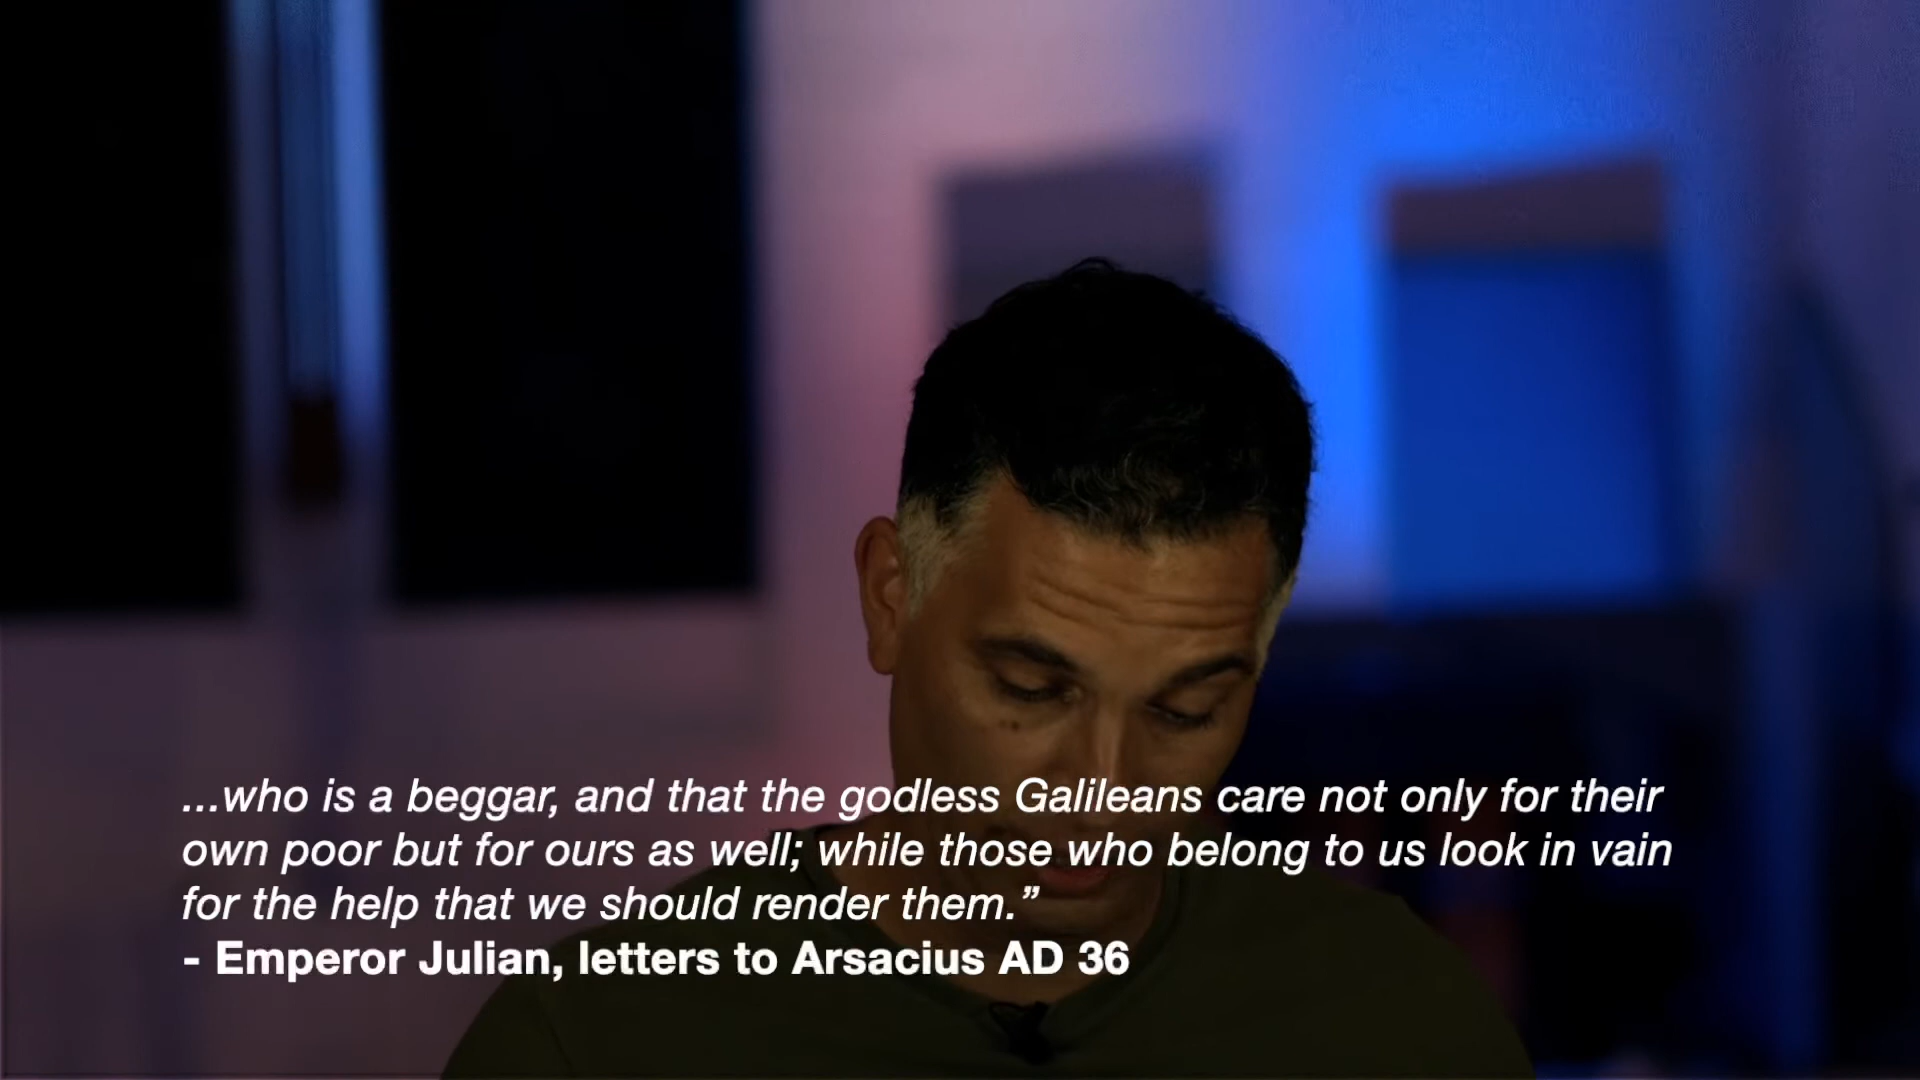 ...who is a beggar, and that the godless Galileans care not only for their
own poor but for ours as well; while those who belong to us look in vain
for the help that we should render them.”
- Emperor Julian, letters to Arsacius AD 36